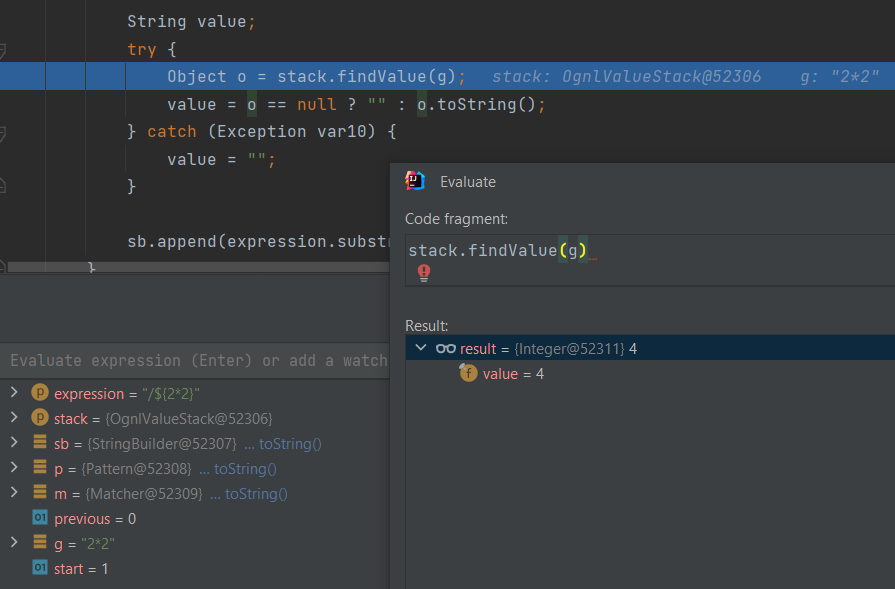 String value;
try {
Object o = stack.findValue(g); stack: OgnlValueStack@52306 g: "2*2"
value = o == null ? "" : o.toString();
} catch (Exception var10) {
value = "";
}
sb.append(expression.substr
}
Evaluate
Code fragment:
stack.findValue(g)
Result:
result = {Integer@52311} 4
f value = 4
Evaluate expression (Enter) or add a watch
p expression = "/${2*2}"
p stack = {OgnlValueStack@52306}
sb = {StringBuilder@52307} ... toString()
p = {Pattern@52308} ... toString()
m = {Matcher@52309} ... toString()
01 previous = 0
g = "2*2"
01 start = 1